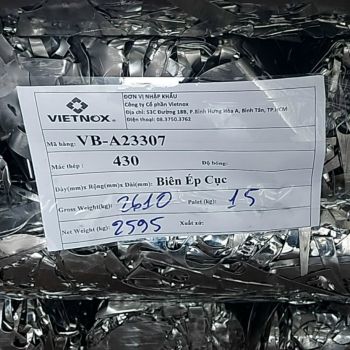 VIETNOX®
ĐƠN VỊ NHẬP KHẨU
Công ty Cổ phần Vietnox
Địa chỉ: 53C Đường 18B, P.Bình Hưng Hòa A, Bình Tân, TP.HCM
Điện thoại: 08.3750.3762
Mã hàng: VB-A23307
Mác thép: 430 Độ bóng:
Dày(mm)x Rộng(mm)x Dài(mm): Biên Ép Cục
Gross Weight(kg): 2610 Palet (kg): 15
Net Weight (kg): 2595 Xuất xứ: